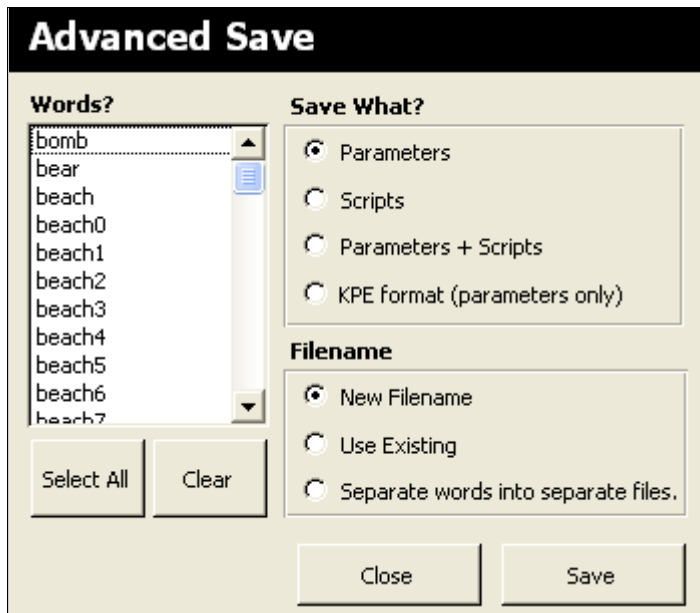 Advanced Save
Words?
bomb
bear
beach
beach0
beach1
beach2
beach3
beach4
beach5
beach6
beach7
Select All
Clear
Save What?
Parameters
Scripts
Parameters + Scripts
KPE format (parameters only)
Filename
New Filename
Use Existing
Separate words into separate files.
Close
Save